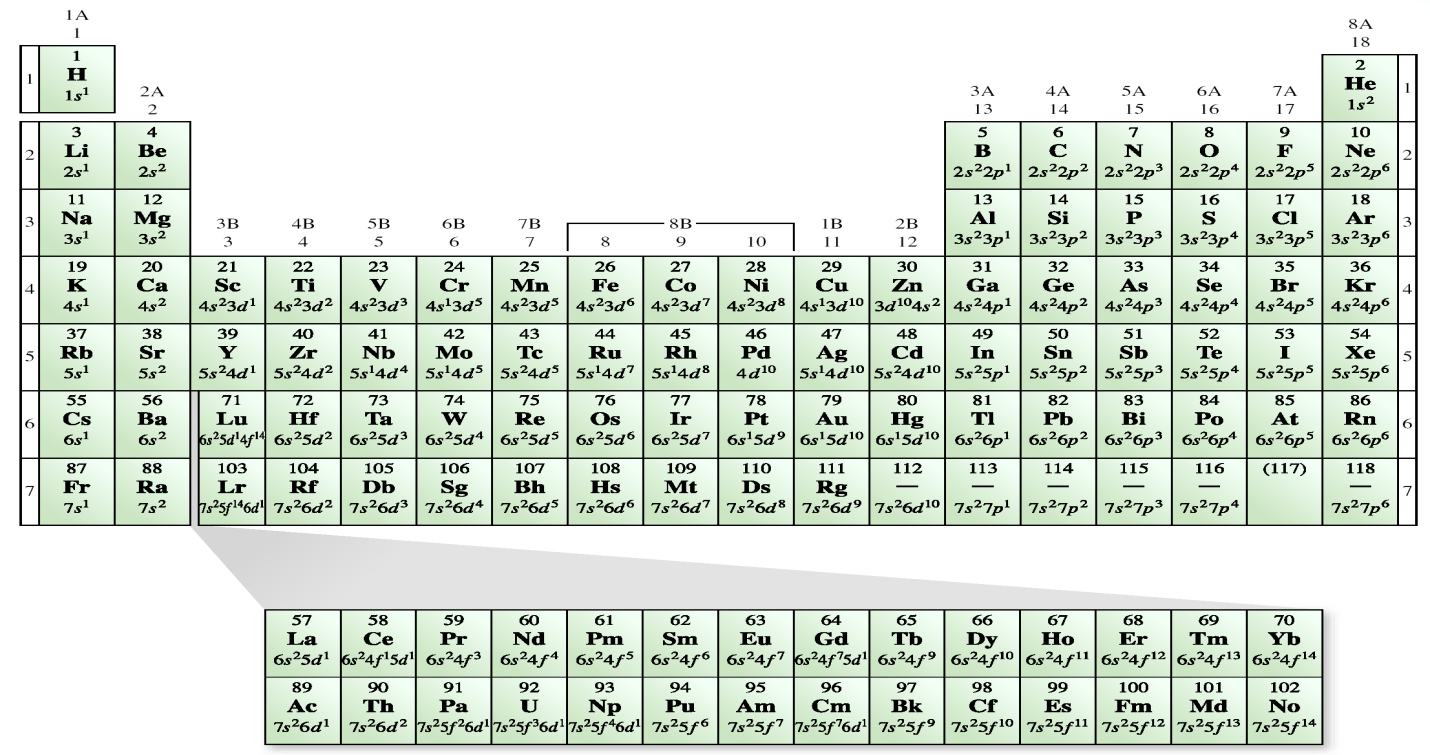 1A
1
8A
18
1
1
H
1s¹
2
He
1s²
1
2A
2
3A 4A 5A 6A 7A
13 14 15 16 17
3 4 5 6 7 8 9 10
2 Li Be B C N O F Ne 2
2s¹ 2s² 2s²2p¹ 2s²2p² 2s²2p³ 2s²2p⁴ 2s²2p⁵ 2s²2p⁶
11 12 13 14 15 16 17 18
3 Na Mg Al Si P S Cl Ar 3
3s¹ 3s² 3s²3p¹ 3s²3p² 3s²3p³ 3s²3p⁴ 3s²3p⁵ 3s²3p⁶
3B 4B 5B 6B 7B 8B 1B 2B
3 4 5 6 7 8 9 10 11 12
19 20 21 22 23 24 25 26 27 28 29 30 31 32 33 34 35 36
4 K Ca Sc Ti V Cr Mn Fe Co Ni Cu Zn Ga Ge As Se Br Kr 4
4s¹ 4s² 4s²3d¹ 4s²3d² 4s²3d³ 4s¹3d⁵ 4s²3d⁵ 4s²3d⁶ 4s²3d⁷ 4s²3d⁸ 4s¹3d¹⁰ 3d¹⁰4s² 4s²4p¹ 4s²4p² 4s²4p³ 4s²4p⁴ 4s²4p⁵ 4s²4p⁶
37 38 39 40 41 42 43 44 45 46 47 48 49 50 51 52 53 54
5 Rb Sr Y Zr Nb Mo Tc Ru Rh Pd Ag Cd In Sn Sb Te I Xe 5
5s¹ 5s² 5s²4d¹ 5s²4d² 5s¹4d⁴ 5s¹4d⁵ 5s²4d⁵ 5s¹4d⁷ 5s¹4d⁸ 4d¹⁰ 5s¹4d¹⁰ 5s²4d¹⁰ 5s²5p¹ 5s²5p² 5s²5p³ 5s²5p⁴ 5s²5p⁵ 5s²5p⁶
55 56 71 72 73 74 75 76 77 78 79 80 81 82 83 84 85 86
6 Cs Ba Lu Hf Ta W Re Os Ir Pt Au Hg Tl Pb Bi Po At Rn 6
6s¹ 6s² 6s²5d¹4f¹⁴ 6s²5d² 6s²5d³ 6s²5d⁴ 6s²5d⁵ 6s²5d⁶ 6s²5d⁷ 6s¹5d⁹ 6s¹5d¹⁰ 6s¹5d¹⁰ 6s²6p¹ 6s²6p² 6s²6p³ 6s²6p⁴ 6s²6p⁵ 6s²6p⁶
87 88 103 104 105 106 107 108 109 110 111 112 113 114 115 116 (117) 118
7 Fr Ra Lr Rf Db Sg Bh Hs Mt Ds Rg — — — — — — 7
7s¹ 7s² 7s²5f¹⁴6d¹ 7s²6d² 7s²6d³ 7s²6d⁴ 7s²6d⁵ 7s²6d⁶ 7s²6d⁷ 7s²6d⁸ 7s²6d⁹ 7s²6d¹⁰ 7s²7p¹ 7s²7p² 7s²7p³ 7s²7p⁴ 7s²7p⁶
57 58 59 60 61 62 63 64 65 66 67 68 69 70
La Ce Pr Nd Pm Sm Eu Gd Tb Dy Ho Er Tm Yb
6s²5d¹ 6s²4f¹5d¹ 6s²4f³ 6s²4f⁴ 6s²4f⁵ 6s²4f⁶ 6s²4f⁷ 6s²4f⁷5d¹ 6s²4f⁹ 6s²4f¹⁰ 6s²4f¹¹ 6s²4f¹² 6s²4f¹³ 6s²4f¹⁴
89 90 91 92 93 94 95 96 97 98 99 100 101 102
Ac Th Pa U Np Pu Am Cm Bk Cf Es Fm Md No
7s²6d¹ 7s²6d² 7s²5f²6d¹ 7s²5f³6d¹ 7s²5f⁴6d¹ 7s²5f⁶ 7s²5f⁷ 7s²5f⁷6d¹ 7s²5f⁹ 7s²5f¹⁰ 7s²5f¹¹ 7s²5f¹² 7s²5f¹³ 7s²5f¹⁴